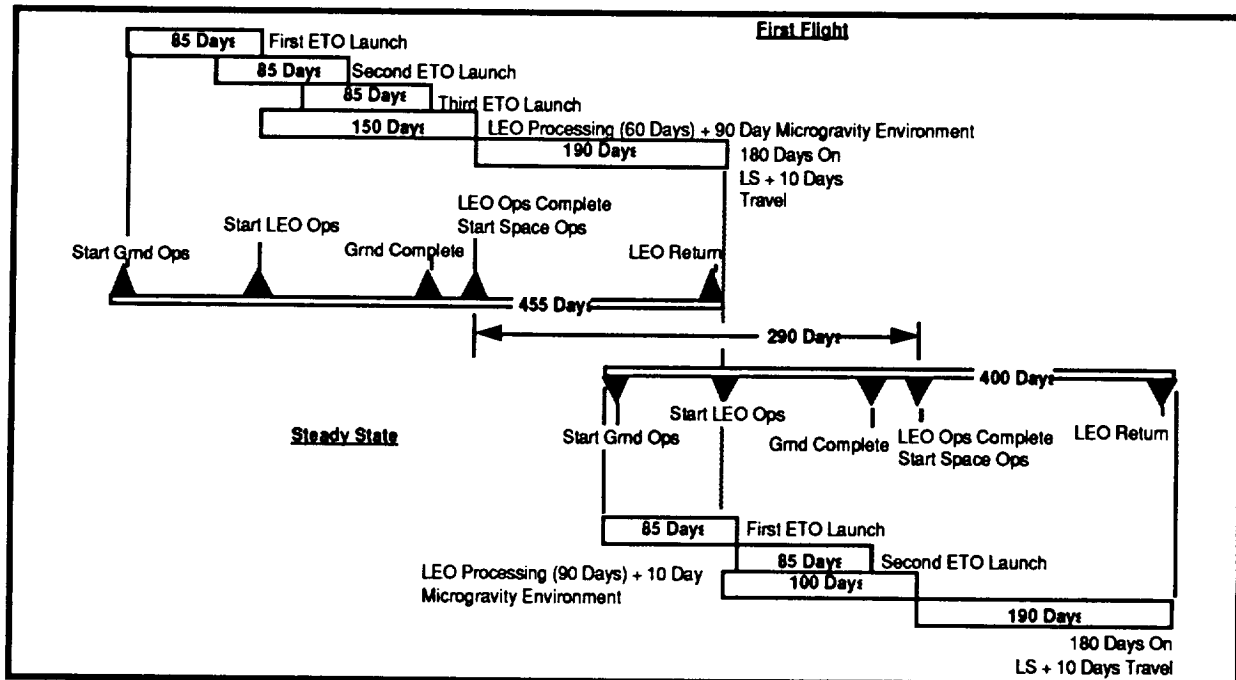 First Flight
85 Days First ETO Launch
85 Days Second ETO Launch
85 Days Third ETO Launch
150 Days LEO Processing (60 Days) + 90 Day Microgravity Environment
190 Days 180 Days On
LS + 10 Days
Travel
Start Grnd Ops
Start LEO Ops
Grnd Complete
LEO Ops Complete
Start Space Ops
LEO Return
455 Days
290 Days
400 Days
Steady State
Start Grnd Ops
Start LEO Ops
Grnd Complete
LEO Ops Complete
Start Space Ops
LEO Return
85 Days First ETO Launch
85 Days Second ETO Launch
LEO Processing (90 Days) + 10 Day
Microgravity Environment
100 Days
190 Days
180 Days On
LS + 10 Days Travel